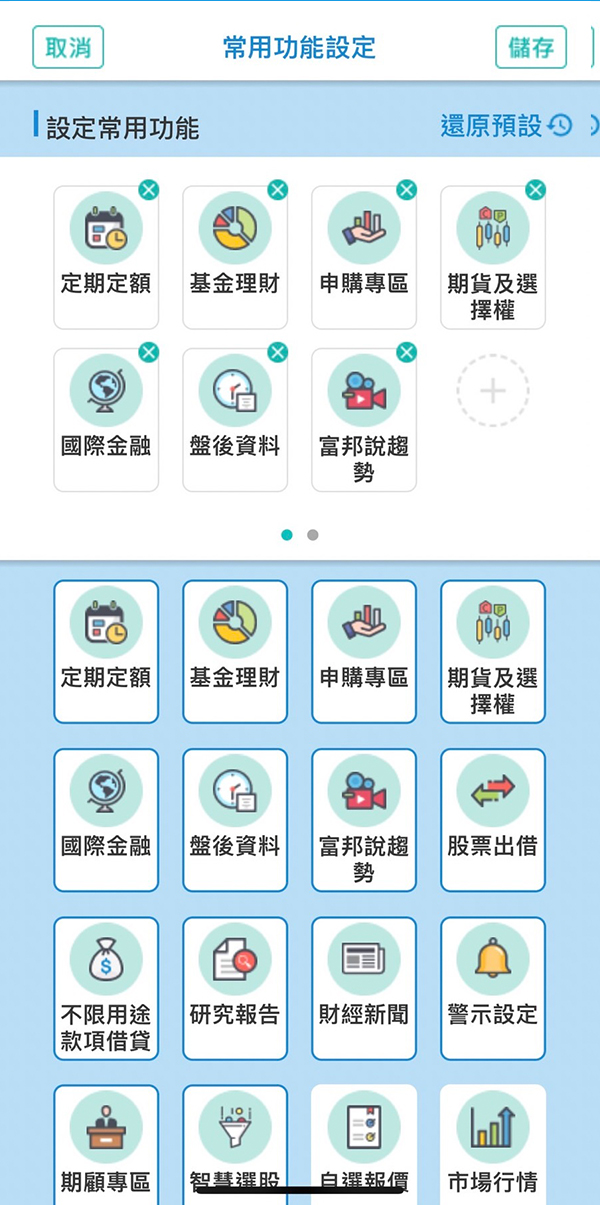 取消
常用功能設定
儲存
設定常用功能
還原預設
定期定額
基金理財
申購專區
期貨及選
擇權
國際金融
盤後資料
富邦說趨
勢
定期定額
基金理財
申購專區
期貨及選
擇權
國際金融
盤後資料
富邦說趨
勢
股票出借
不限用途
款項借貸
研究報告
財經新聞
警示設定
期顧專區
智慧選股
自選報價
市場行情